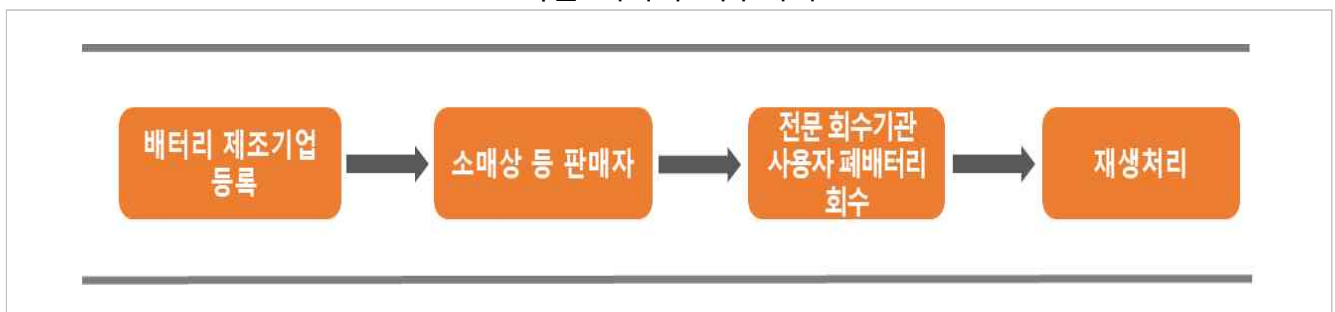 배터리 제조기업
등록
소매상 등 판매자
전문 회수기관
사용자 폐배터리
회수
재생처리